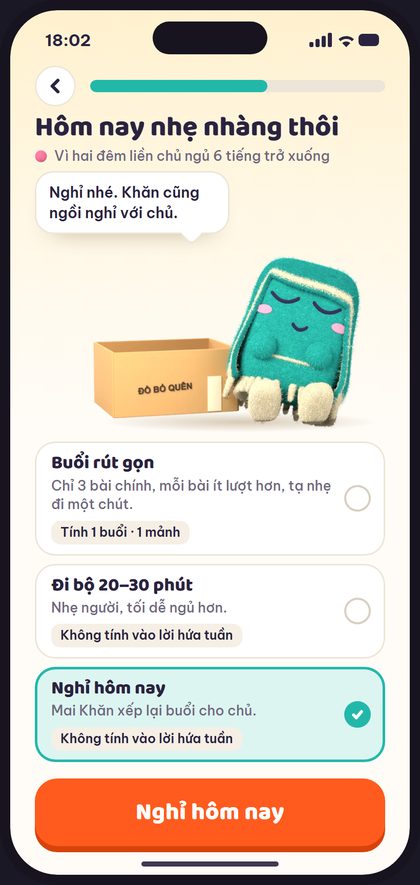 18:02
Hôm nay nhẹ nhàng thôi
Vì hai đêm liền chủ ngủ 6 tiếng trở xuống
Nghỉ nhé. Khăn cũng
ngồi nghỉ với chủ.
ĐỒ BỎ QUÊN
Buổi rút gọn
Chỉ 3 bài chính, mỗi bài ít lượt hơn, tạ nhẹ
đi một chút.
Tính 1 buổi · 1 mảnh
Đi bộ 20–30 phút
Nhẹ người, tối dễ ngủ hơn.
Không tính vào lời hứa tuần
Nghỉ hôm nay
Mai Khăn xếp lại buổi cho chủ.
Không tính vào lời hứa tuần
Nghỉ hôm nay